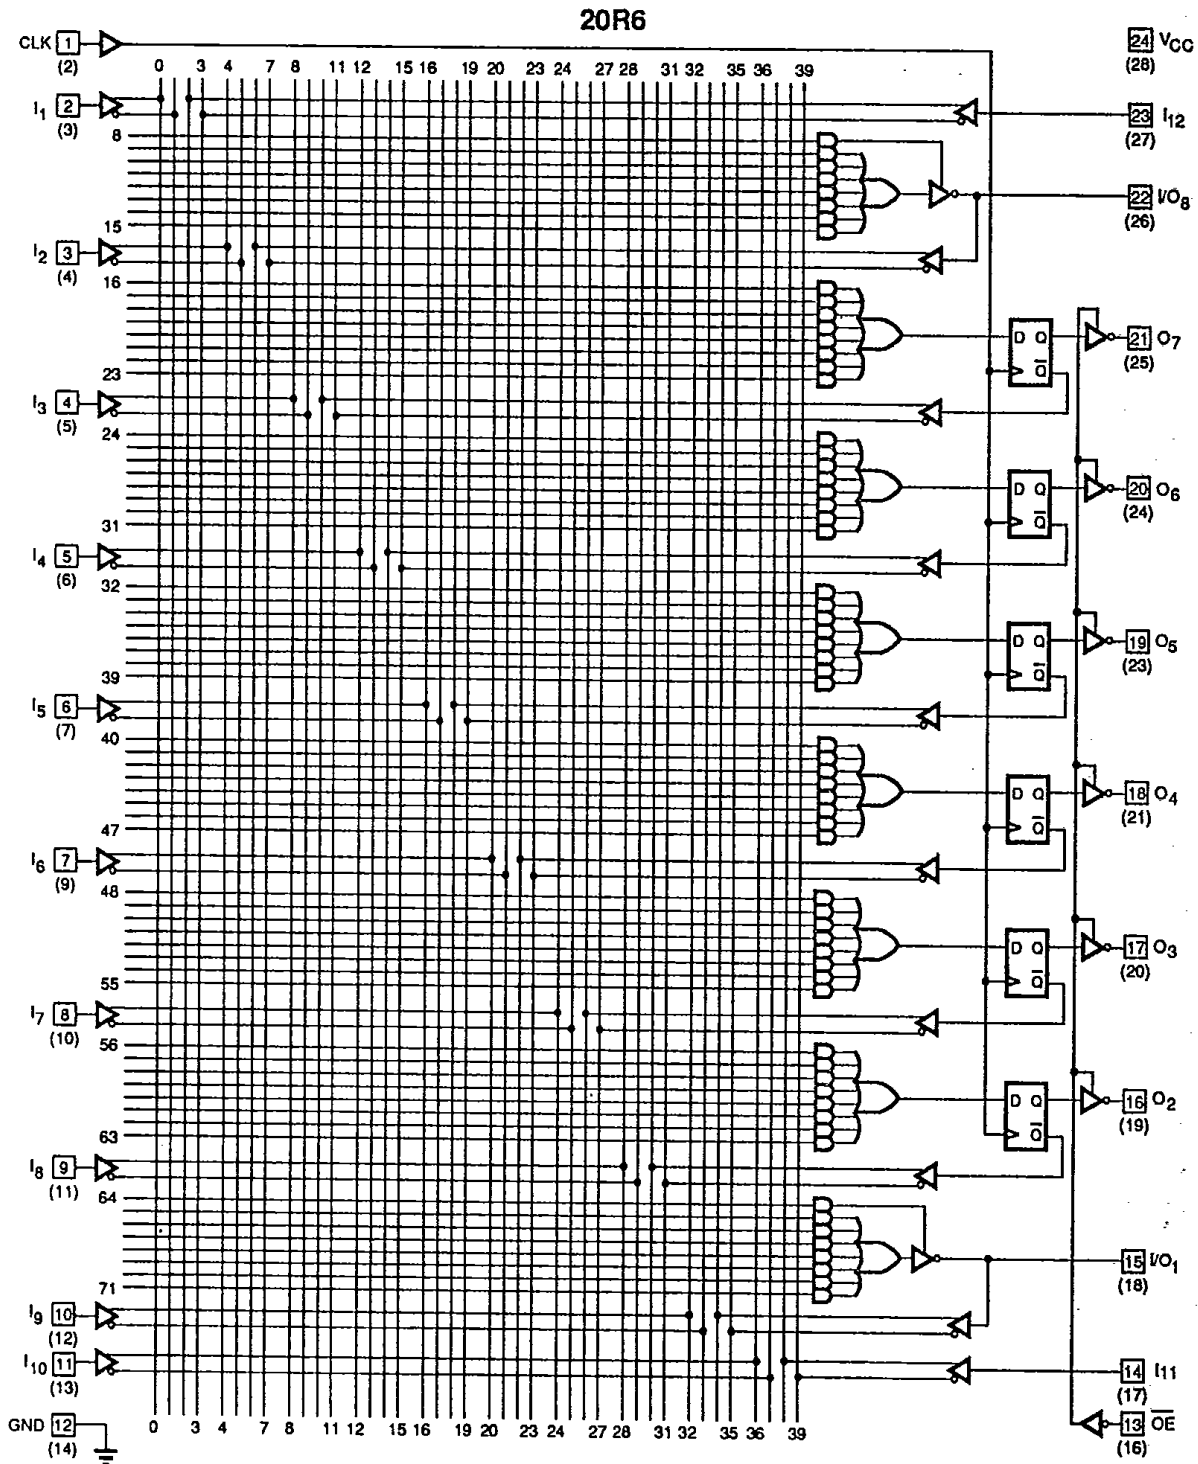 20R6
CLK 1 (2)
24 VCC (28)
0 3 4 7 8 11 12 15 16 19 20 23 24 27 28 31 32 35 36 39
I1 2 (3)
23 I12 (27)
8
22 I/O8 (26)
15
I2 3 (4)
16
D Q Q̅
21 O7 (25)
23
I3 4 (5)
24
D Q Q̅
20 O6 (24)
31
I4 5 (6)
32
D Q Q̅
19 O5 (23)
39
I5 6 (7)
40
D Q Q̅
18 O4 (21)
47
I6 7 (9)
48
D Q Q̅
17 O3 (20)
55
I7 8 (10)
56
D Q Q̅
16 O2 (19)
63
I8 9 (11)
64
15 I/O1 (18)
71
I9 10 (12)
I10 11 (13)
14 I11 (17)
GND 12 (14)
0 3 4 7 8 11 12 15 16 19 20 23 24 27 28 31 32 35 36 39
13 O̅E̅ (16)